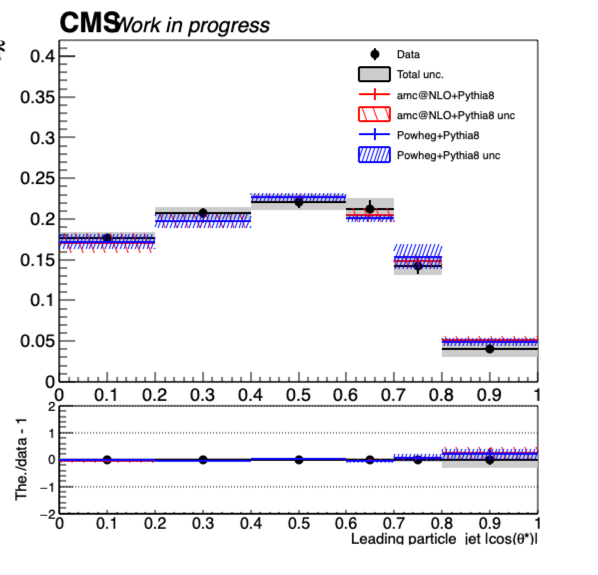 CMS Work in progress
0.4
0.35
0.3
0.25
0.2
0.15
0.1
0.05
0
Data
Total unc.
amc@NLO+Pythia8
amc@NLO+Pythia8 unc
Powheg+Pythia8
Powheg+Pythia8 unc
0 0.1 0.2 0.3 0.4 0.5 0.6 0.7 0.8 0.9 1
The./data - 1
2
1
0
−1
−2
0 0.1 0.2 0.3 0.4 0.5 0.6 0.7 0.8 0.9 1
Leading particle jet |cos(θ*)|